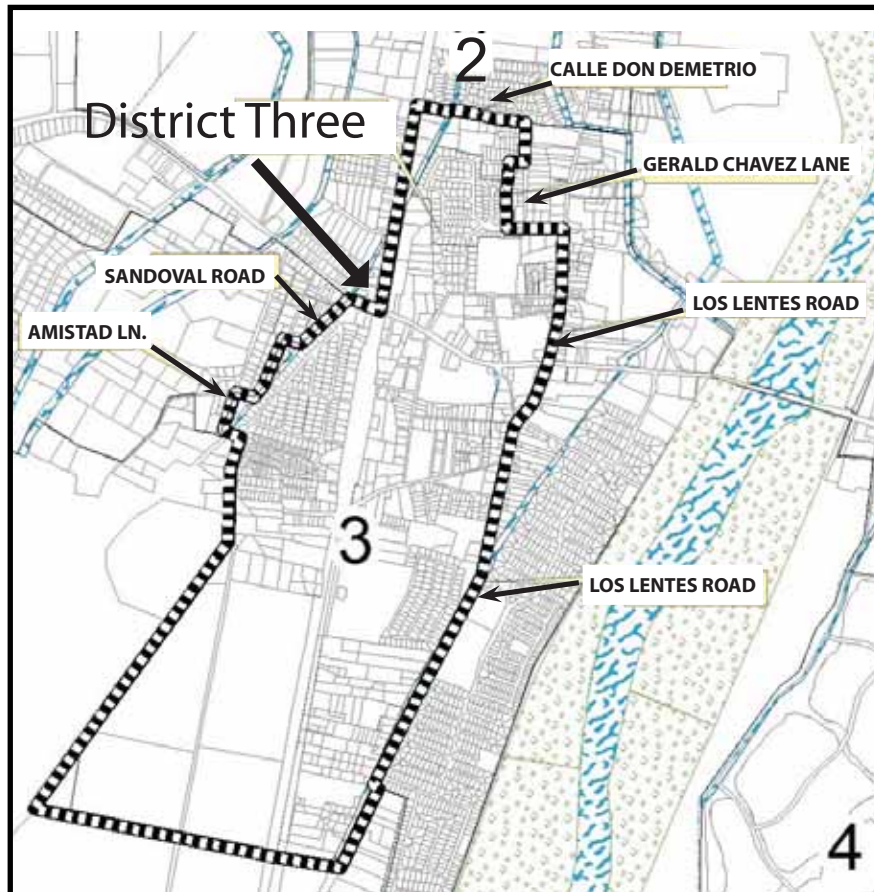 2
CALLE DON DEMETRIO
District Three
GERALD CHAVEZ LANE
SANDOVAL ROAD
LOS LENTES ROAD
AMISTAD LN.
3
LOS LENTES ROAD
4